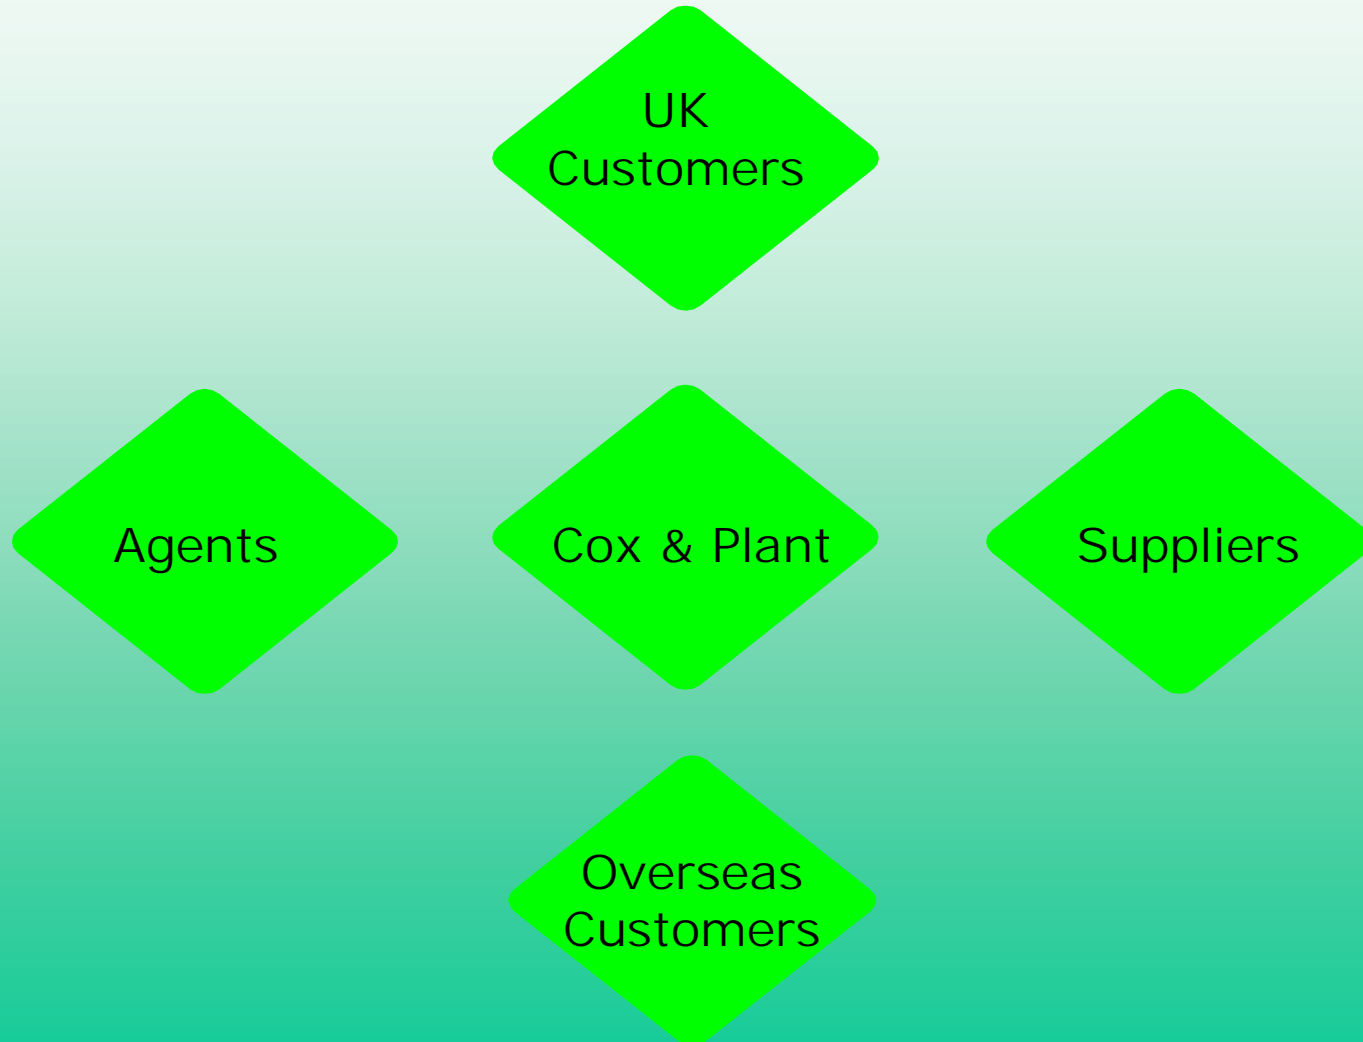 UK
Customers
Agents
Cox & Plant
Suppliers
Overseas
Customers